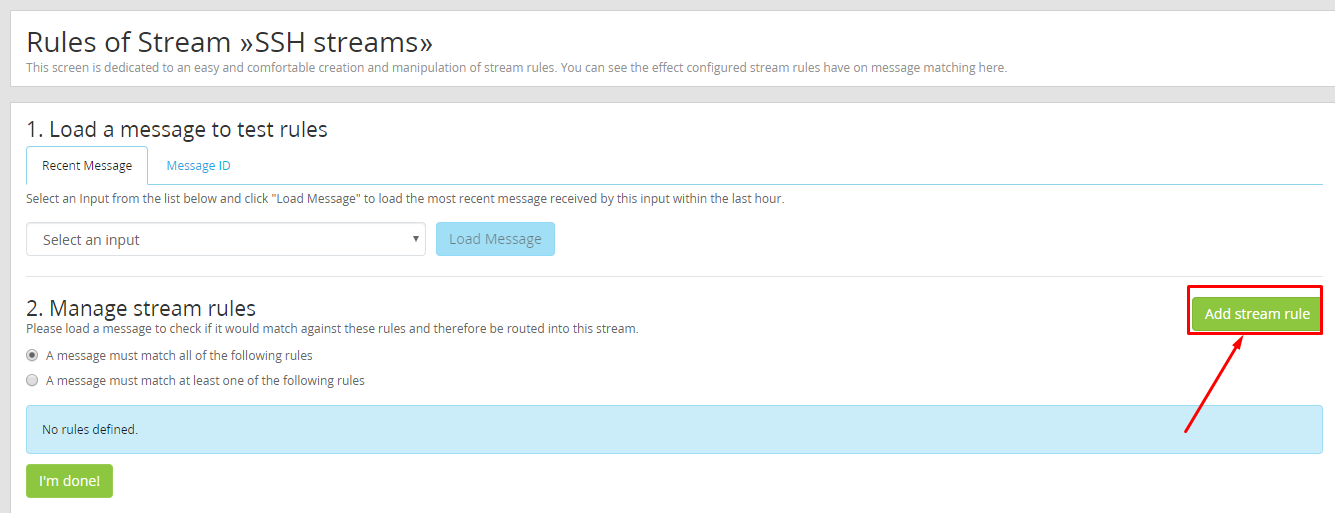 Rules of Stream »SSH streams»
This screen is dedicated to an easy and comfortable creation and manipulation of stream rules. You can see the effect configured stream rules have on message matching here.
1. Load a message to test rules
Recent Message
Message ID
Select an Input from the list below and click "Load Message" to load the most recent message received by this input within the last hour.
Select an input
Load Message
2. Manage stream rules
Add stream rule
Please load a message to check if it would match against these rules and therefore be routed into this stream.
A message must match all of the following rules
A message must match at least one of the following rules
No rules defined.
I'm done!